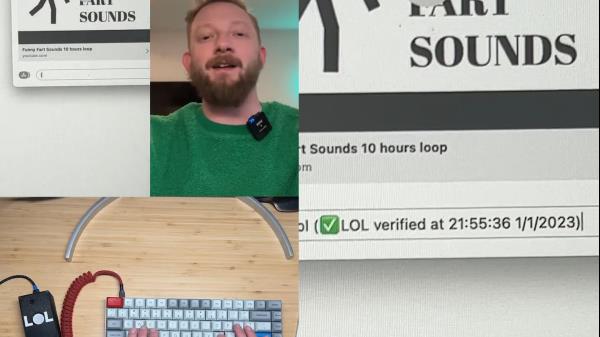 FART
SOUNDS
Funny Fart Sounds 10 hours loop
youtube.com
FART
SOUNDS
t Sounds 10 hours loop
om
ol (✅LOL verified at 21:55:36 1/1/2023)
LOL